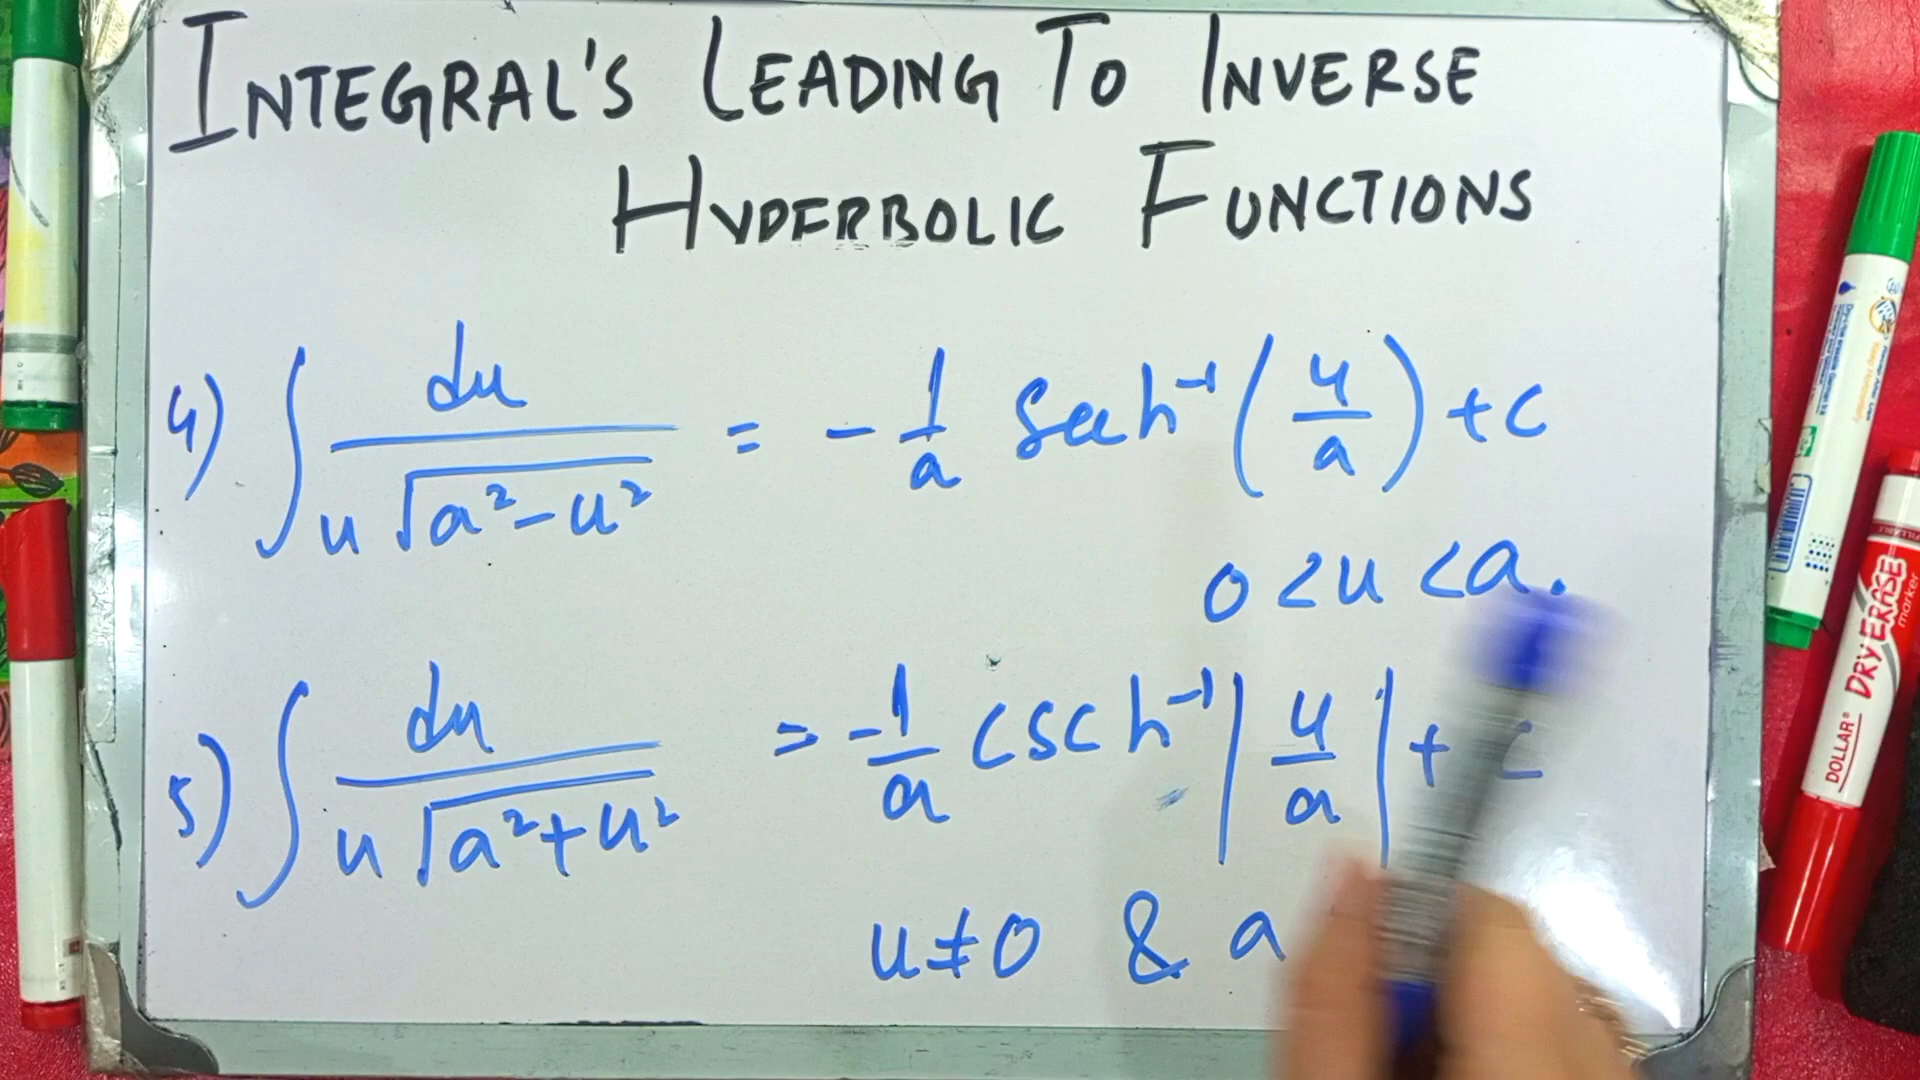 INTEGRAL'S LEADING TO INVERSE
HYPERBOLIC FUNCTIONS
4) ∫ du / (u √(a² - u²)) = - 1/a Sech⁻¹ (u/a) + c
0 < u < a.
5) ∫ du / (u √(a² + u²)) = -1/a csch⁻¹ |u/a| + c
u ≠ 0 & a
DOLLAR® DRY ERASE marker